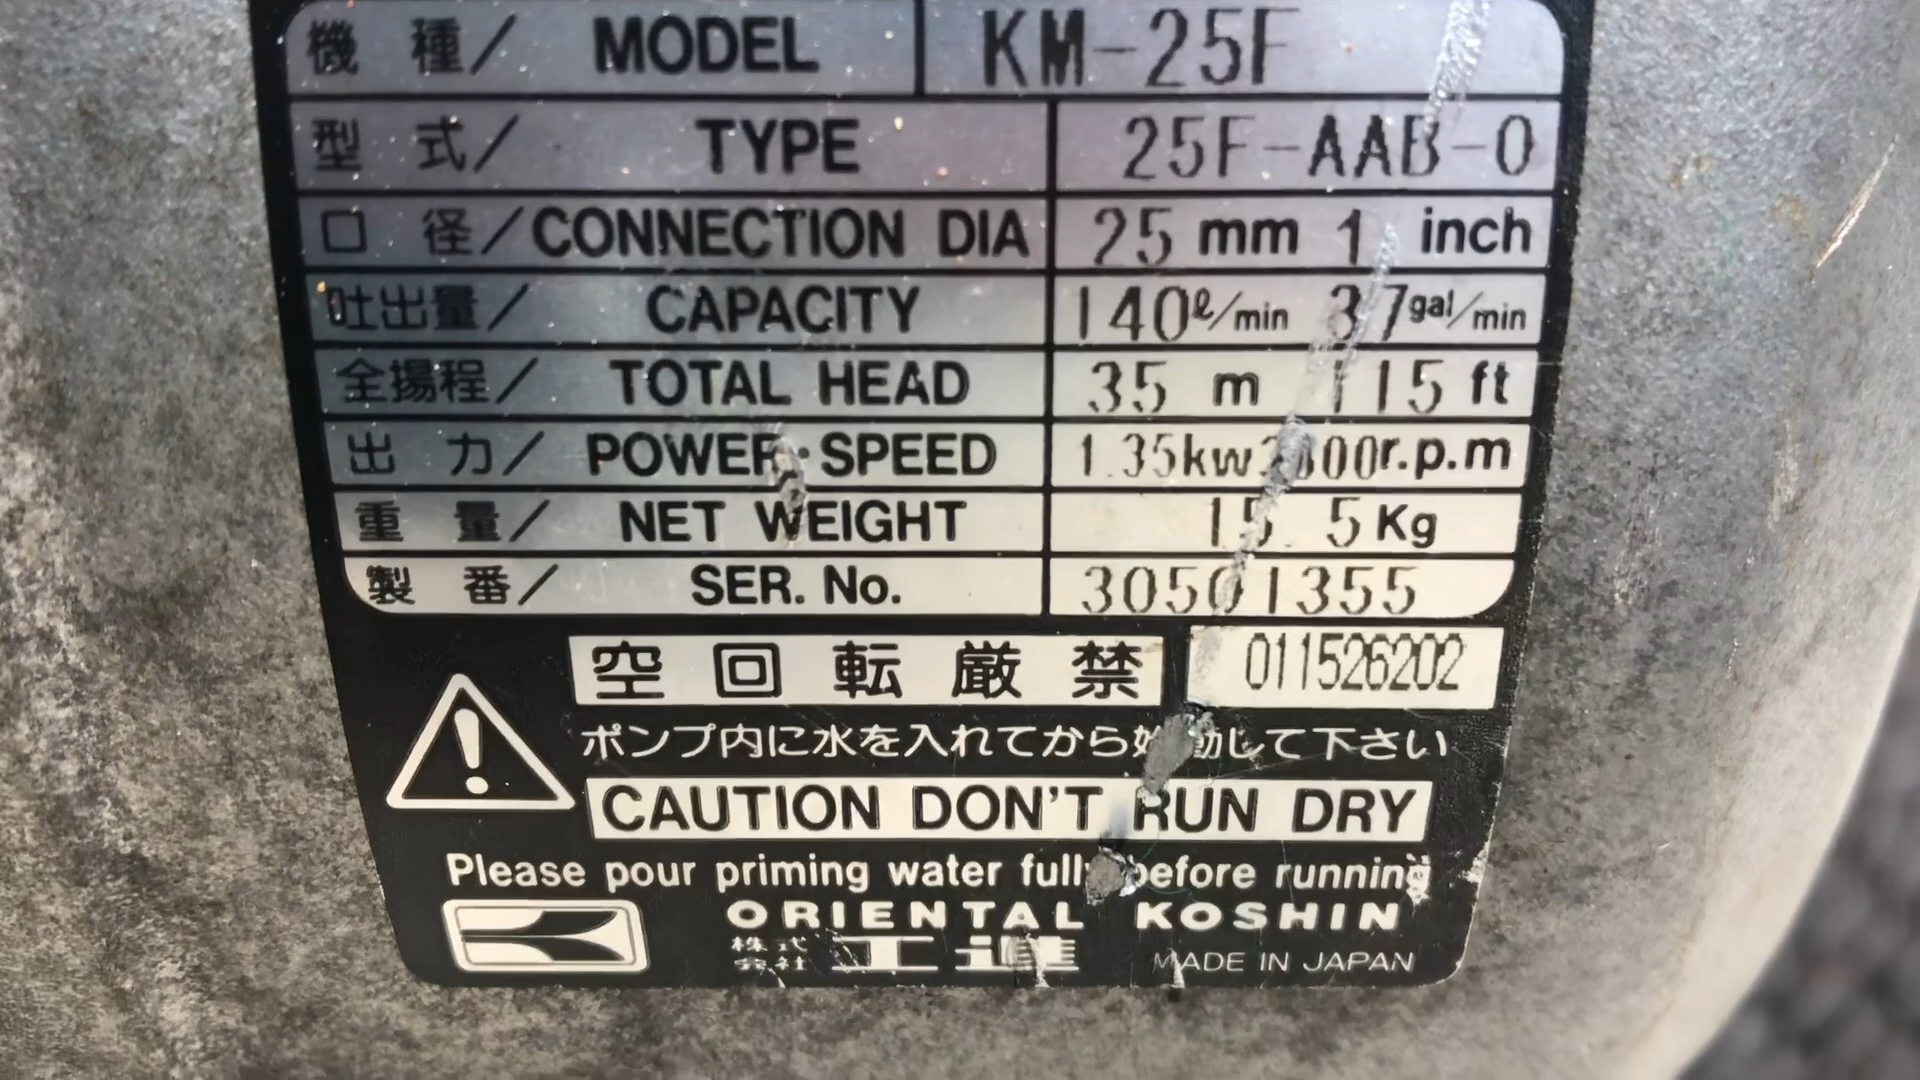 機 種/ MODEL KM-25F
型 式/ TYPE 25F-AAB-0
口 径/CONNECTION DIA 25 mm 1 inch
吐出量/ CAPACITY 140ℓ/min 37gal/min
全揚程/ TOTAL HEAD 35 m 115 ft
出 力/ POWER・SPEED 1.35kw r.p.m
重 量/ NET WEIGHT 15.5Kg
製 番/ SER. No. 30501355
空回転厳禁 011526202
ポンプ内に水を入れてから始動して下さい
CAUTION DON'T RUN DRY
Please pour priming water fully before running
ORIENTAL KOSHIN
株式会社 工進 MADE IN JAPAN